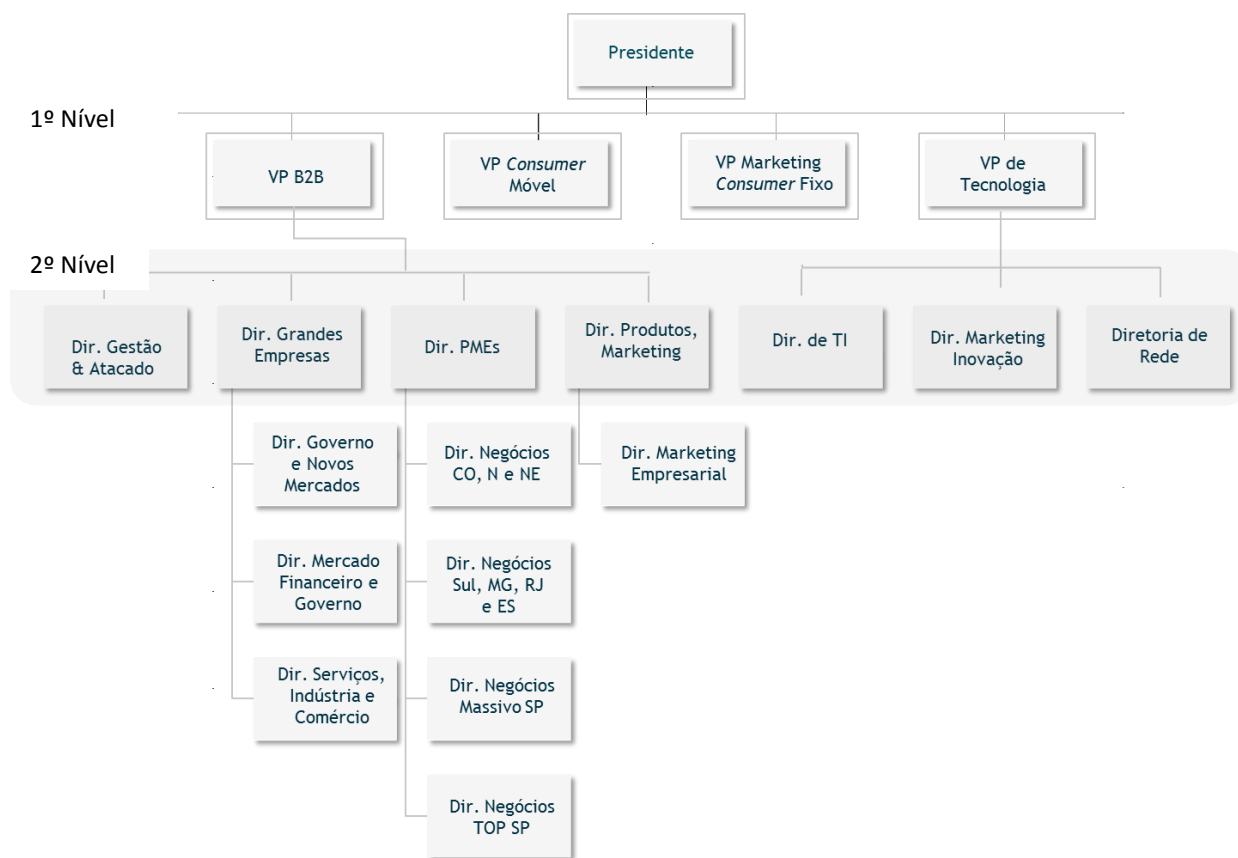 Presidente
1º Nível
VP B2B
VP Consumer
Móvel
VP Marketing
Consumer Fixo
VP de
Tecnologia
2º Nível
Dir. Gestão
& Atacado
Dir. Grandes
Empresas
Dir. PMEs
Dir. Produtos,
Marketing
Dir. de TI
Dir. Marketing
Inovação
Diretoria de
Rede
Dir. Governo
e Novos
Mercados
Dir. Negócios
CO, N e NE
Dir. Marketing
Empresarial
Dir. Mercado
Financeiro e
Governo
Dir. Negócios
Sul, MG, RJ
e ES
Dir. Serviços,
Indústria e
Comércio
Dir. Negócios
Massivo SP
Dir. Negócios
TOP SP